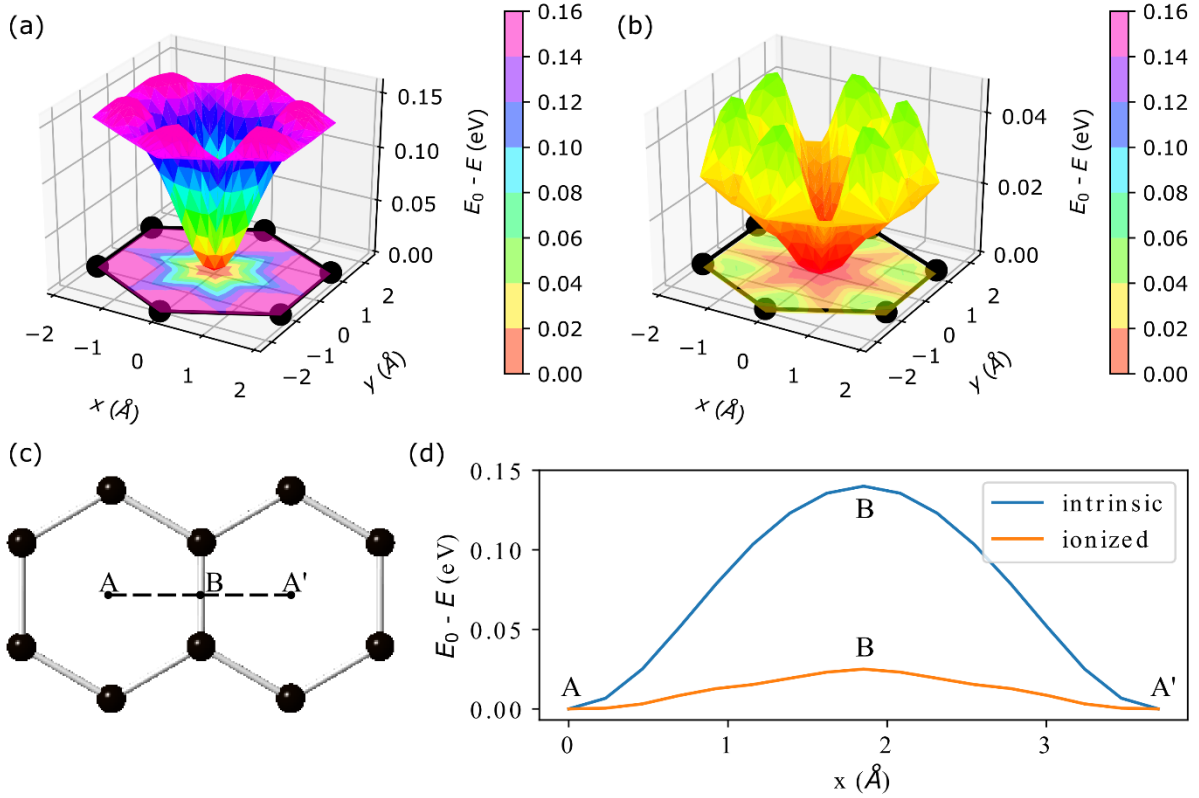 (a)
0.15
0.10
0.05
0.00
E₀ - E (eV)
−2
−1
0
1
2
x (Å)
−2
−1
0
1
2
y (Å)
0.16
0.14
0.12
0.10
0.08
0.06
0.04
0.02
0.00
(b)
0.04
0.02
0.00
E₀ - E (eV)
−2
−1
0
1
2
x (Å)
−2
−1
0
1
2
y (Å)
0.16
0.14
0.12
0.10
0.08
0.06
0.04
0.02
0.00
(c)
A B A'
(d)
0.15
0.10
0.05
0.00
E₀ - E (eV)
intrinsic
ionized
B
B
A A'
0 1 2 3
x (Å)